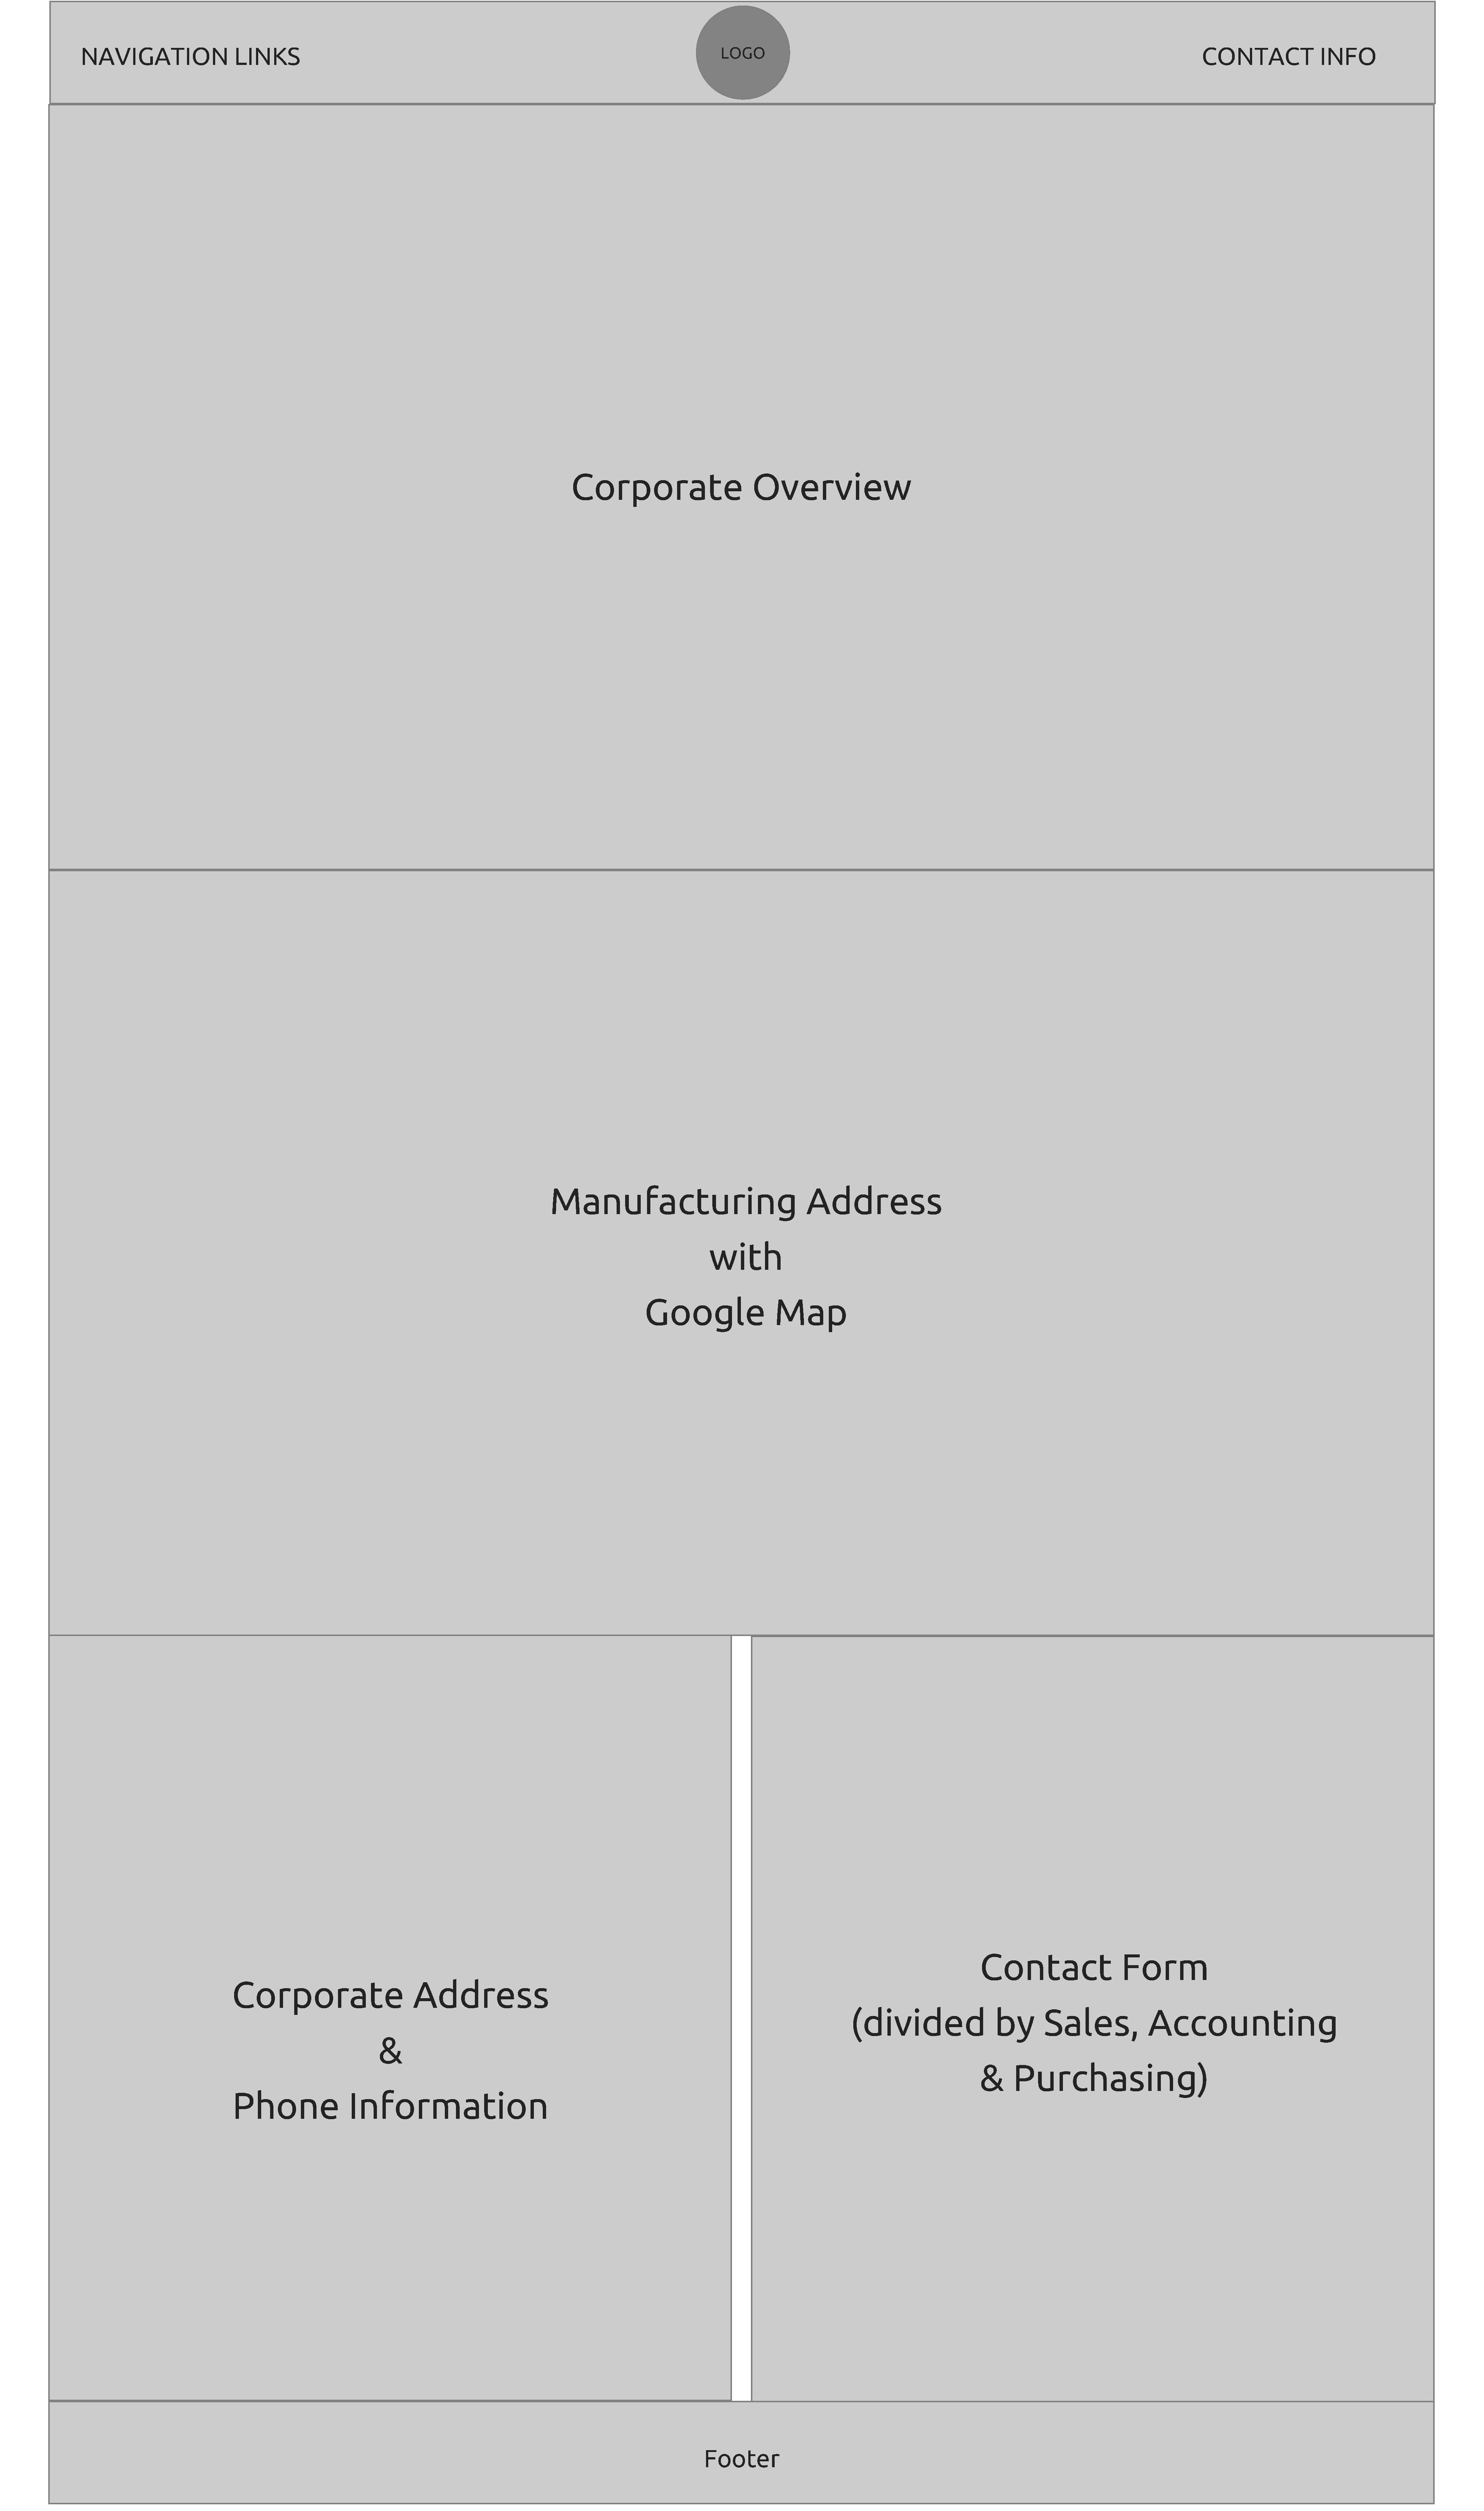 NAVIGATION LINKS
LOGO
CONTACT INFO
Corporate Overview
Manufacturing Address
with
Google Map
Corporate Address
&
Phone Information
Contact Form
(divided by Sales, Accounting
& Purchasing)
Footer